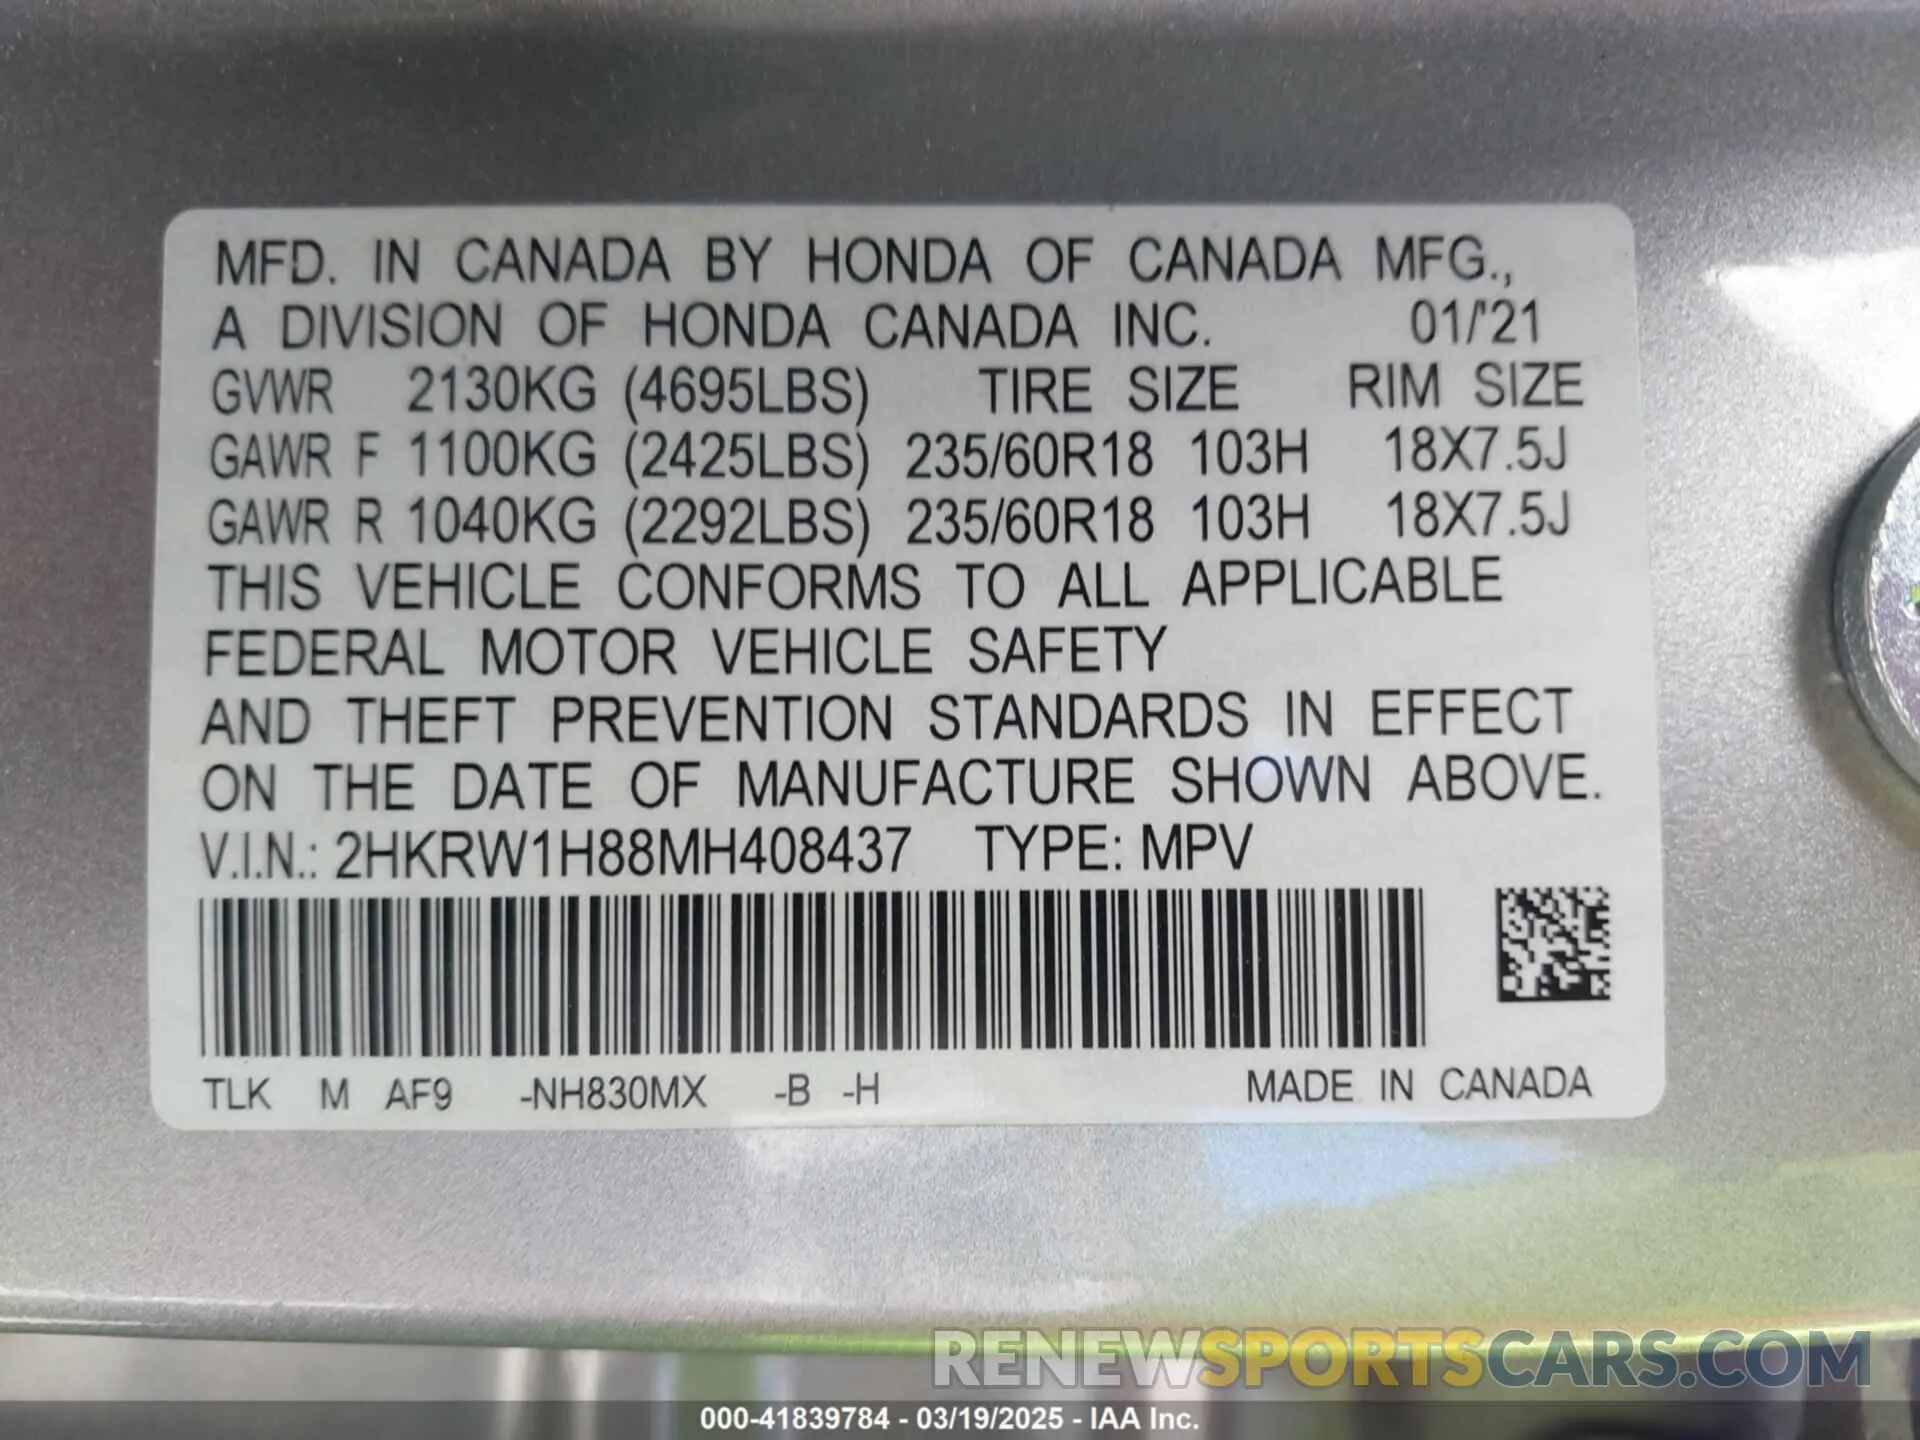 MFD. IN CANADA BY HONDA OF CANADA MFG.,
A DIVISION OF HONDA CANADA INC. 01/'21
GVWR 2130KG (4695LBS) TIRE SIZE RIM SIZE
GAWR F 1100KG (2425LBS) 235/60R18 103H 18X7.5J
GAWR R 1040KG (2292LBS) 235/60R18 103H 18X7.5J
THIS VEHICLE CONFORMS TO ALL APPLICABLE
FEDERAL MOTOR VEHICLE SAFETY
AND THEFT PREVENTION STANDARDS IN EFFECT
ON THE DATE OF MANUFACTURE SHOWN ABOVE.
V.I.N.: 2HKRW1H88MH408437 TYPE: MPV
TLK M AF9 -NH830MX -B -H MADE IN CANADA
RENEWSPORTSCARS.COM
000-41839784 - 03/19/2025 - IAA Inc.